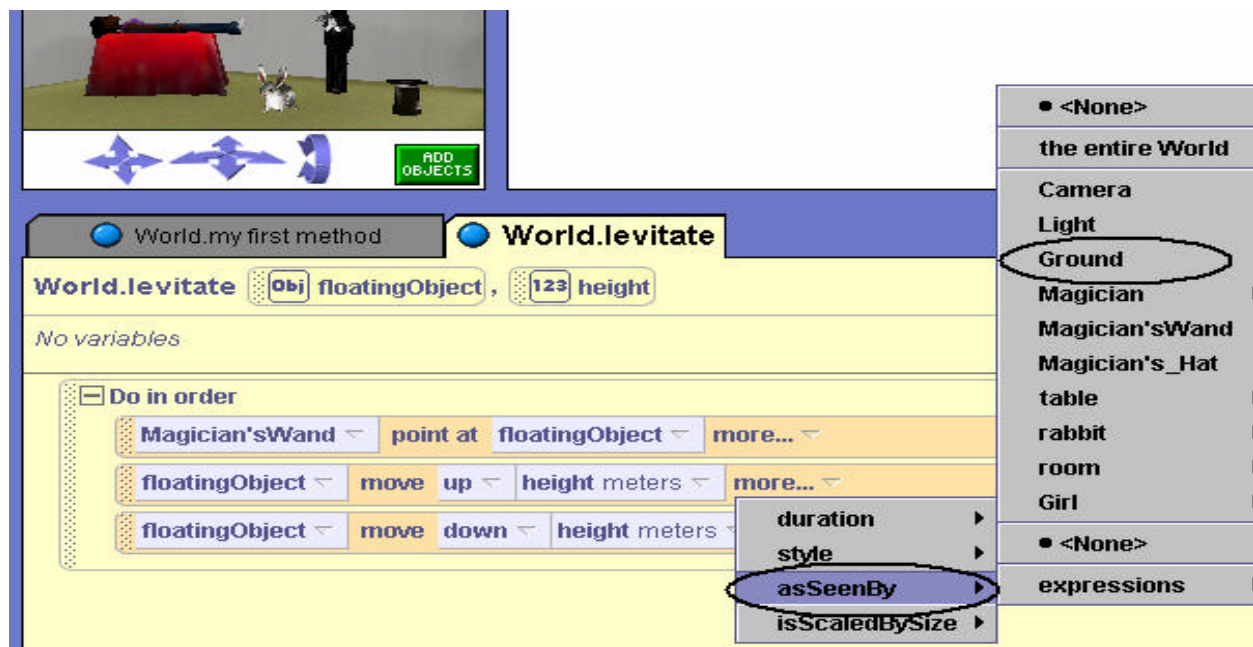 ADD
OBJECTS
World.my first method
World.levitate
World.levitate Obj floatingObject, 123 height
No variables
Do in order
Magician'sWand point at floatingObject more...
floatingObject move up height meters more...
floatingObject move down height meters
duration
style
asSeenBy
isScaledBySize
<None>
the entire World
Camera
Light
Ground
Magician
Magician'sWand
Magician's_Hat
table
rabbit
room
Girl
<None>
expressions